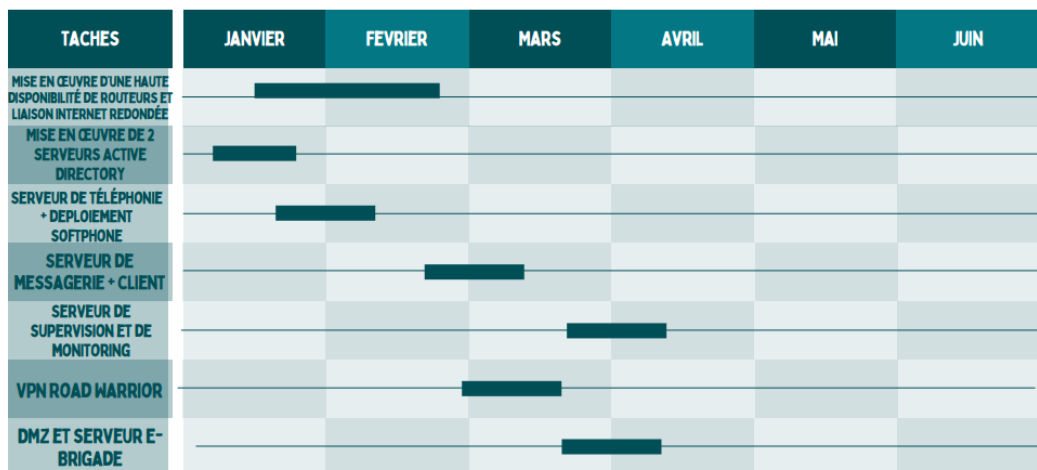 TACHES
JANVIER
FEVRIER
MARS
AVRIL
MAI
JUIN
MISE EN ŒUVRE D'UNE HAUTE
DISPONIBILITÉ DE ROUTEURS ET
LIAISON INTERNET REDONDÉE
MISE EN ŒUVRE DE 2
SERVEURS ACTIVE
DIRECTORY
SERVEUR DE TÉLÉPHONIE
+ DEPLOIEMENT
SOFTPHONE
SERVEUR DE
MESSAGERIE + CLIENT
SERVEUR DE
SUPERVISION ET DE
MONITORING
VPN ROAD WARRIOR
DMZ ET SERVEUR E-
BRIGADE